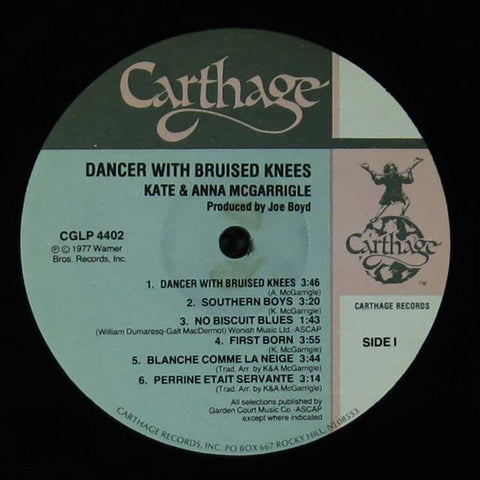 Carthage
DANCER WITH BRUISED KNEES
KATE & ANNA MCGARRIGLE
Produced by Joe Boyd
CGLP 4402
℗ © 1977 Warner
Bros. Records, Inc.
Carthage
TM
CARTHAGE RECORDS
SIDE I
1. DANCER WITH BRUISED KNEES 3:46
(A. McGarrigle)
2. SOUTHERN BOYS 3:20
(K. McGarrigle)
3. NO BISCUIT BLUES 1:43
(William Dumaresq-Galt MacDermot) Wonish Music Ltd.-ASCAP
4. FIRST BORN 3:55
(K. McGarrigle)
5. BLANCHE COMME LA NEIGE 3:44
(Trad. Arr. by K&A McGarrigle)
6. PERRINE ETAIT SERVANTE 3:14
(Trad. Arr. by K&A McGarrigle)
All selections published by
Garden Court Music Co.-ASCAP
except where indicated
CARTHAGE RECORDS, INC. PO BOX 667 ROCKY HILL, NJ 08553